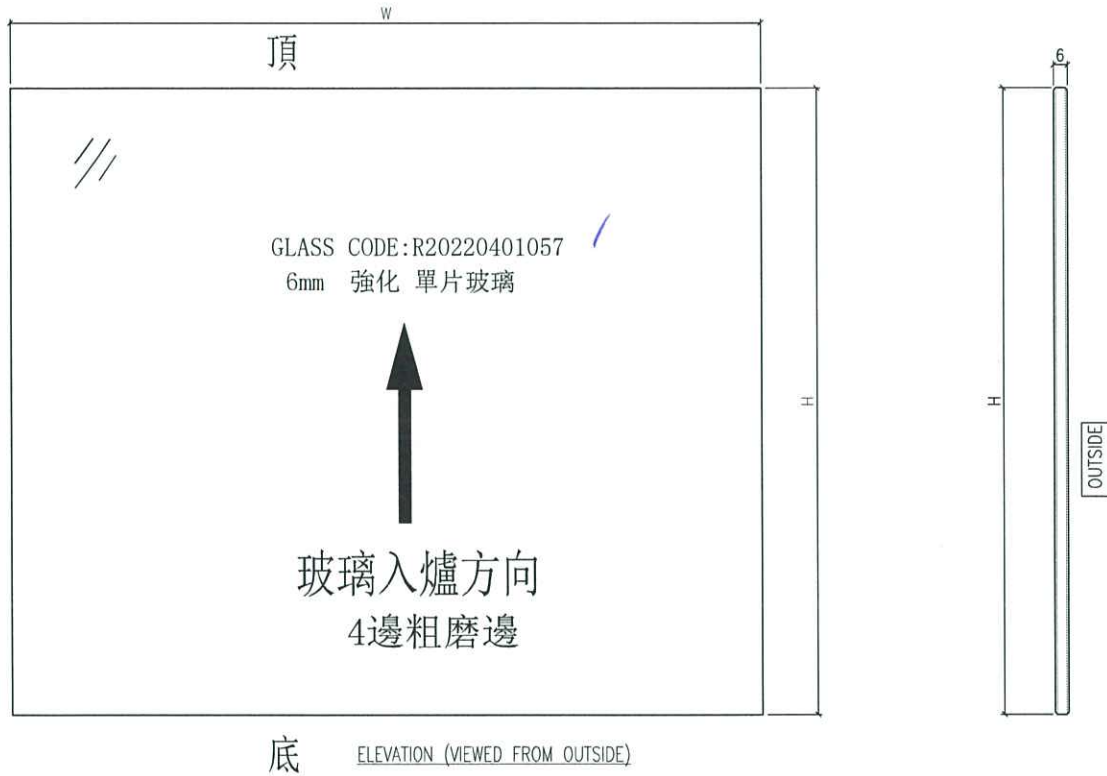 W
頂
6
GLASS CODE:R20220401057
6mm 強化 單片玻璃
H
H
OUTSIDE
玻璃入爐方向
4邊粗磨邊
底
ELEVATION (VIEWED FROM OUTSIDE)